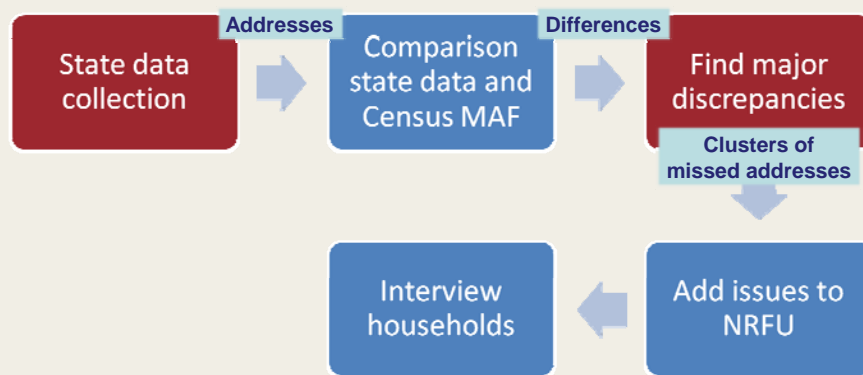 State data
collection
Addresses
Comparison
state data and
Census MAF
Differences
Find major
discrepancies
Clusters of
missed addresses
Add issues to
NRFU
Interview
households